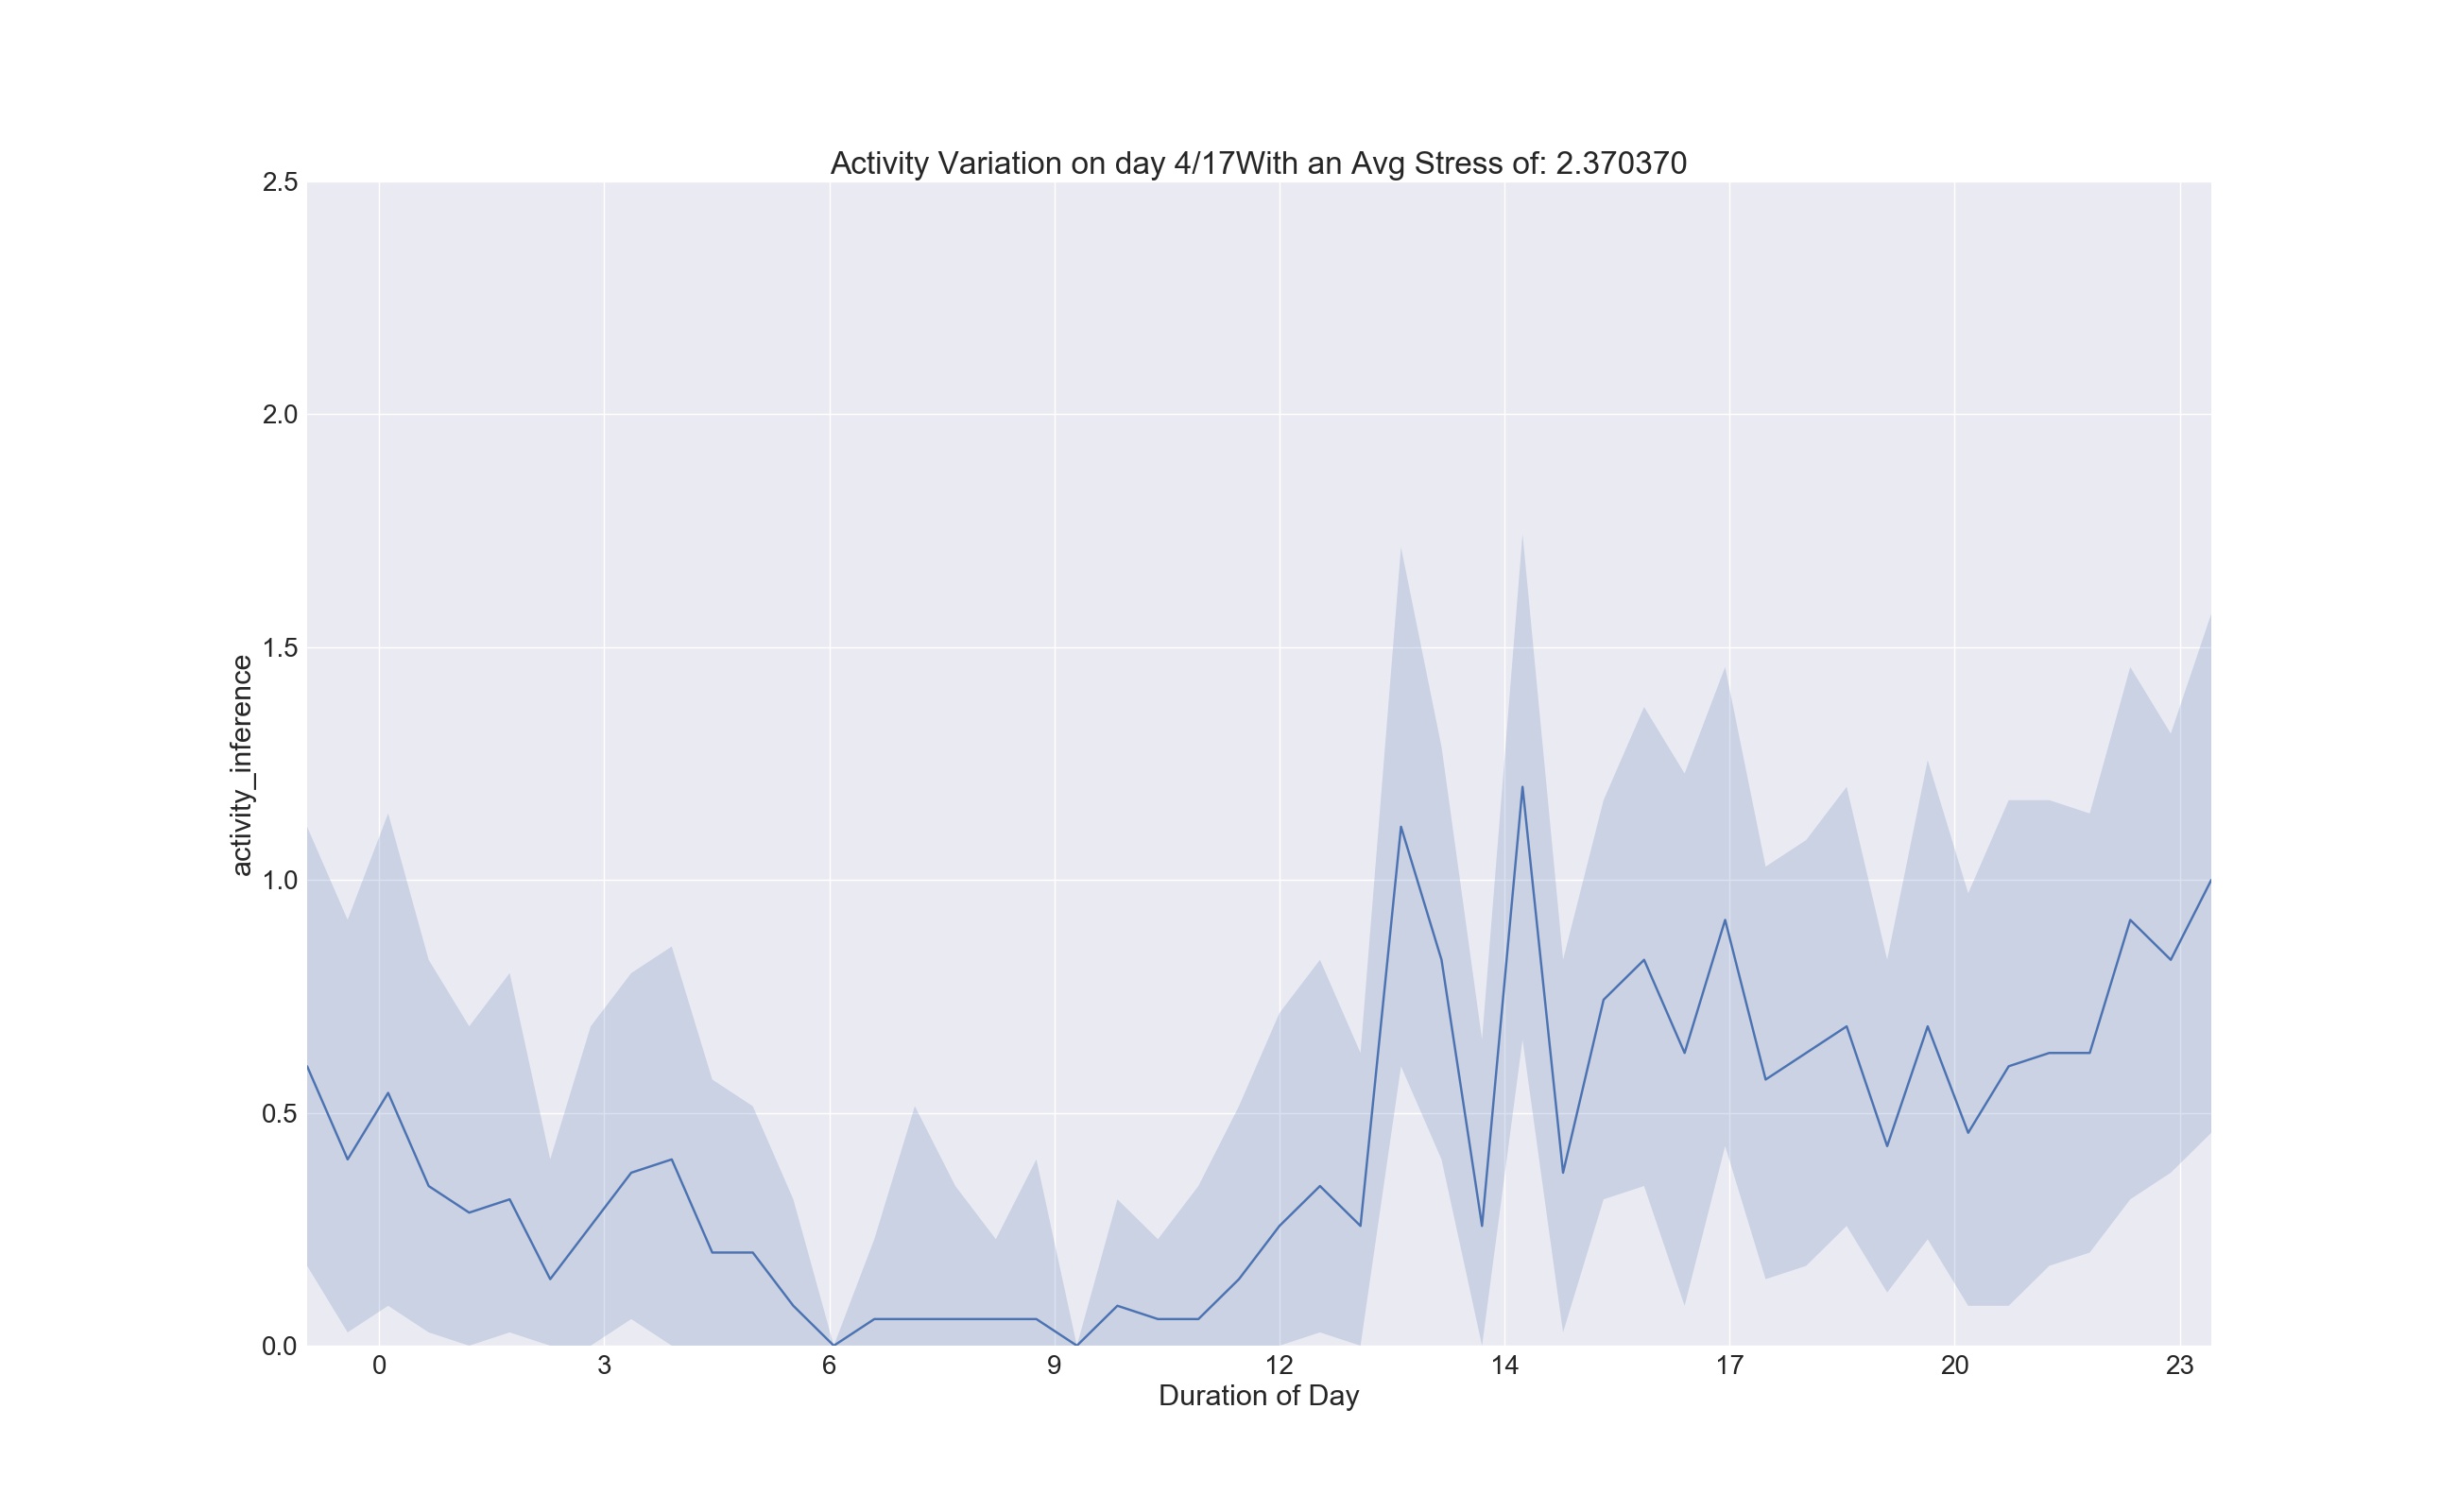 Activity Variation on day 4/17With an Avg Stress of: 2.370370
2.5
2.0
1.5
1.0
0.5
0.0
activity_inference
0 3 6 9 12 14 17 20 23
Duration of Day